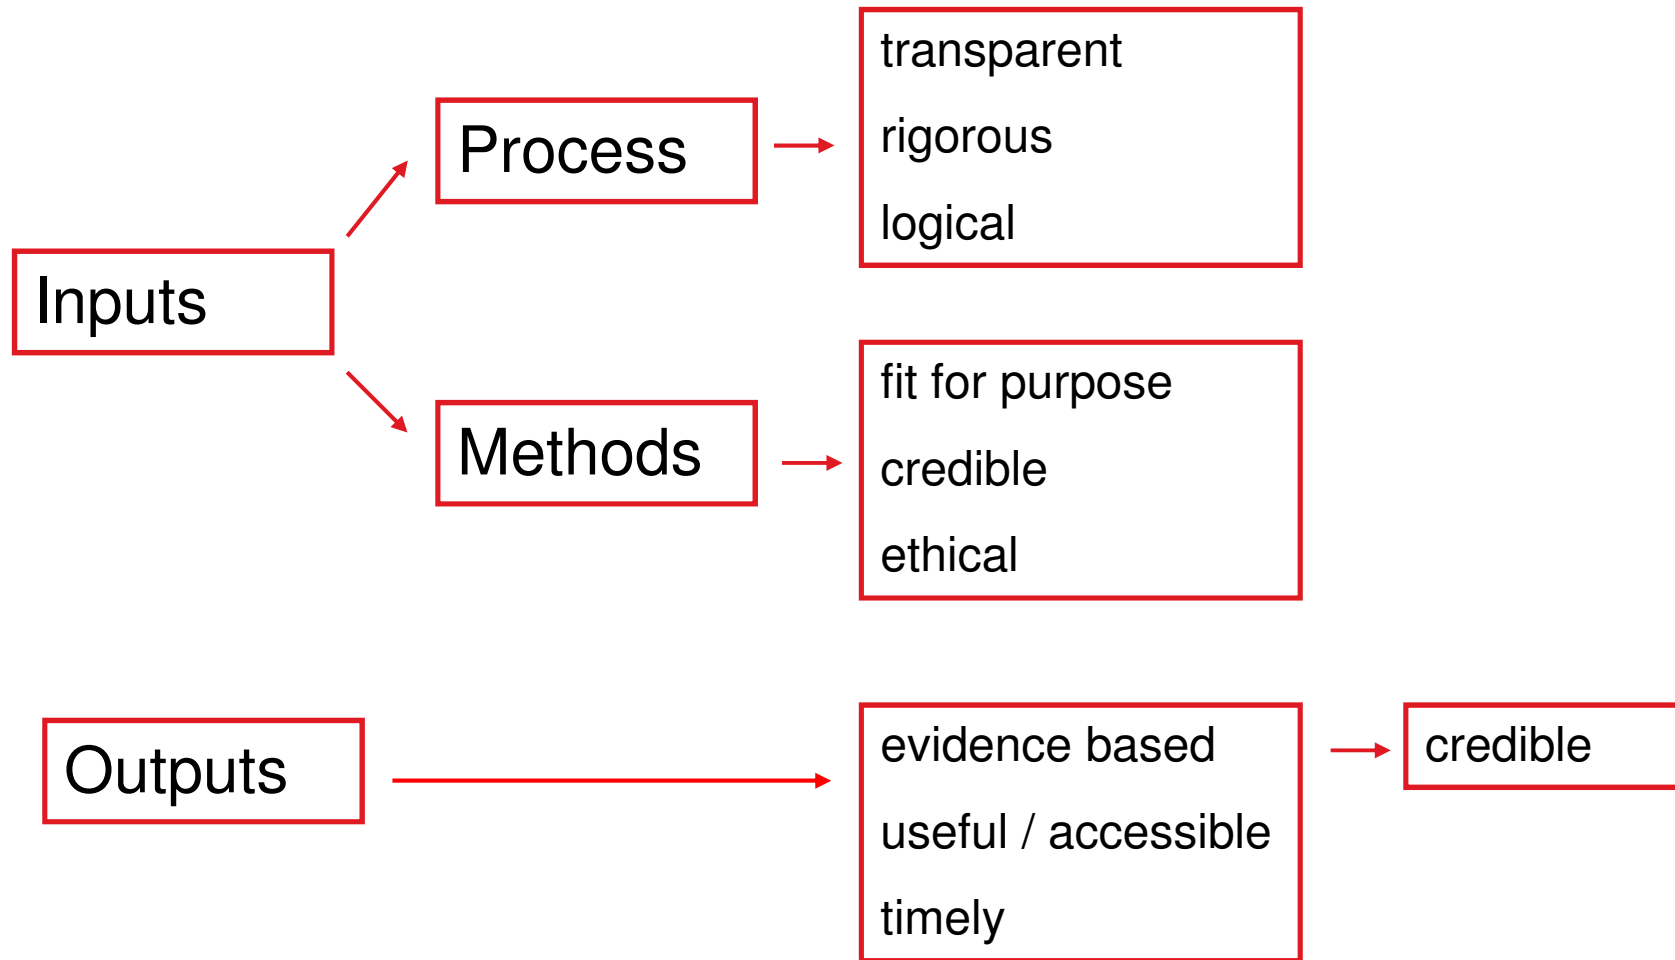 transparent
rigorous
logical
Process
Inputs
Methods
fit for purpose
credible
ethical
Outputs
evidence based
useful / accessible
timely
credible